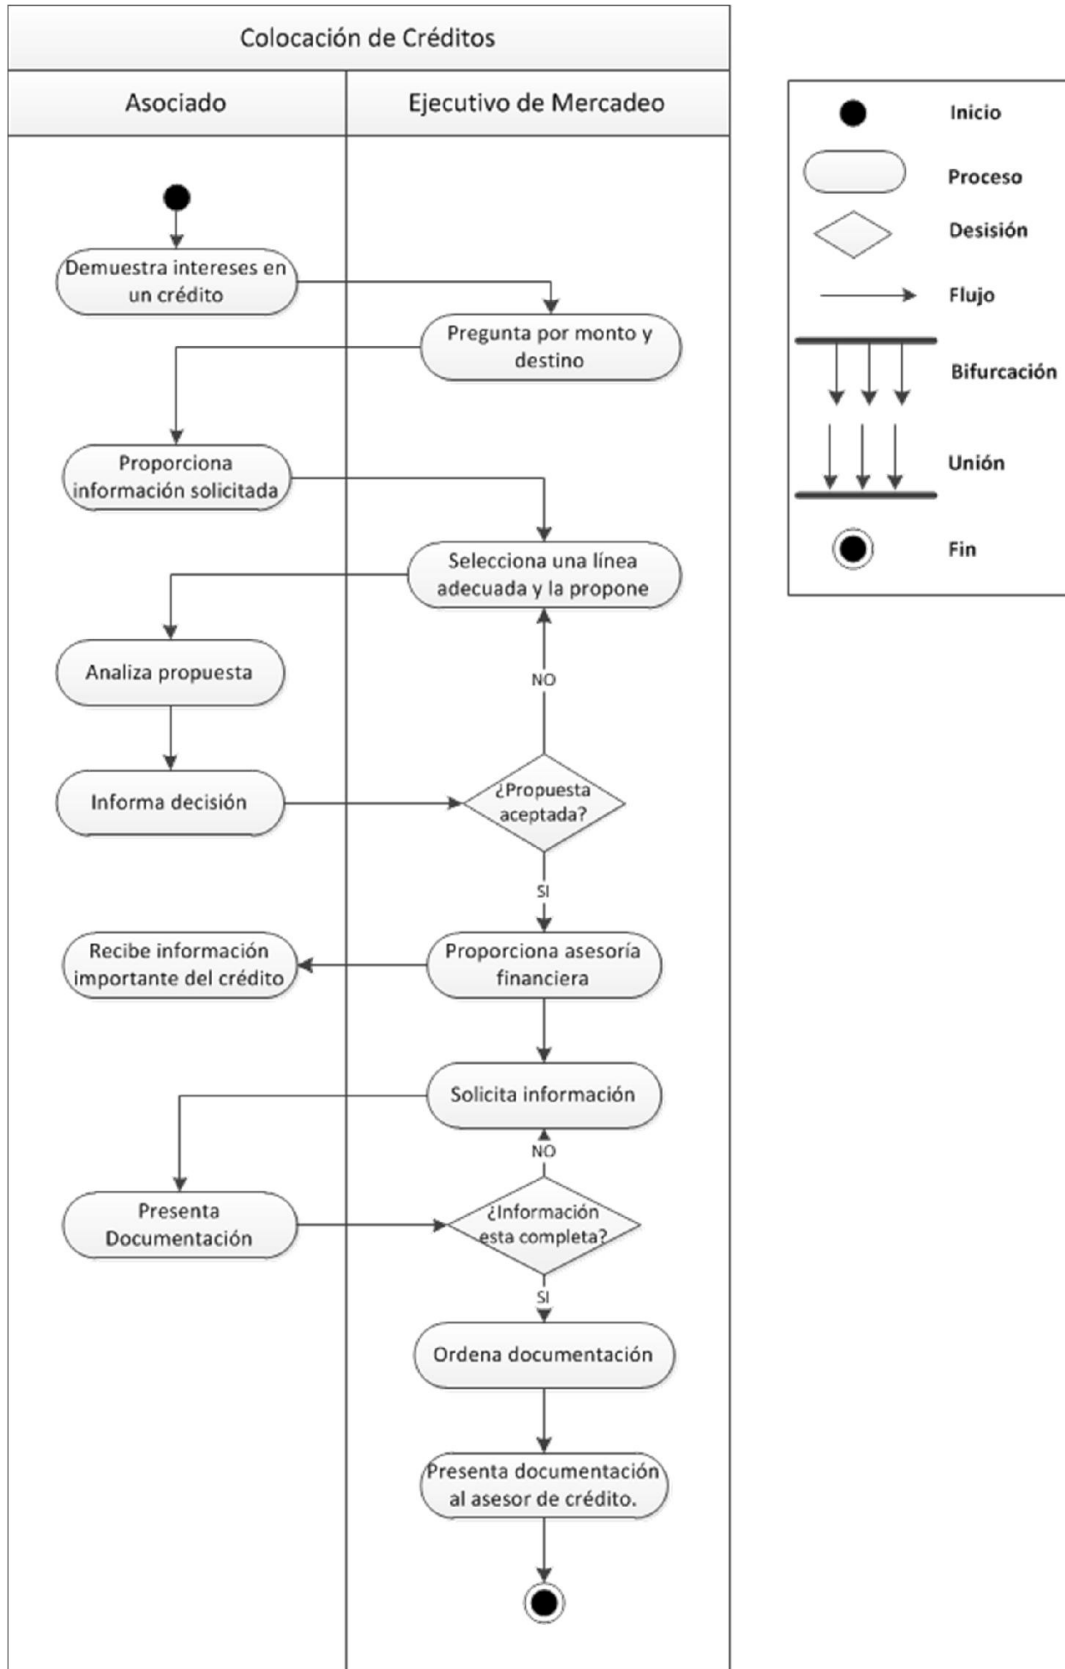 Colocación de Créditos
Asociado
Ejecutivo de Mercadeo
Demuestra intereses en
un crédito
Pregunta por monto y
destino
Proporciona
información solicitada
Selecciona una línea
adecuada y la propone
Analiza propuesta
NO
Informa decisión
¿Propuesta
aceptada?
SI
Recibe información
importante del crédito
Proporciona asesoría
financiera
Solicita información
NO
Presenta
Documentación
¿Información
esta completa?
SI
Ordena documentación
Presenta documentación
al asesor de crédito.
Inicio
Proceso
Desisión
Flujo
Bifurcación
Unión
Fin